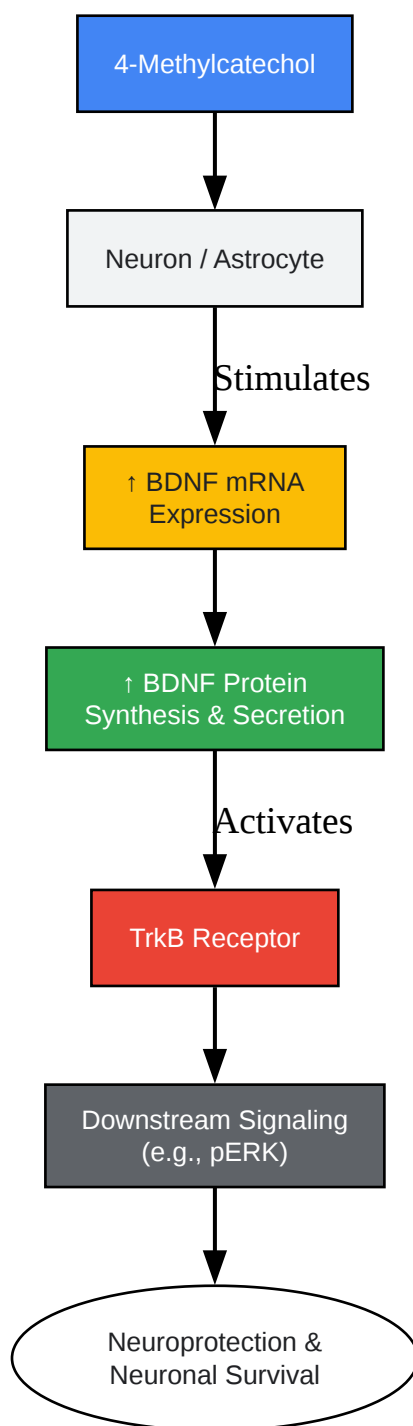 4-Methylcatechol
Neuron / Astrocyte
Stimulates
↑ BDNF mRNA
Expression
↑ BDNF Protein
Synthesis & Secretion
Activates
TrkB Receptor
Downstream Signaling
(e.g., pERK)
Neuroprotection &
Neuronal Survival